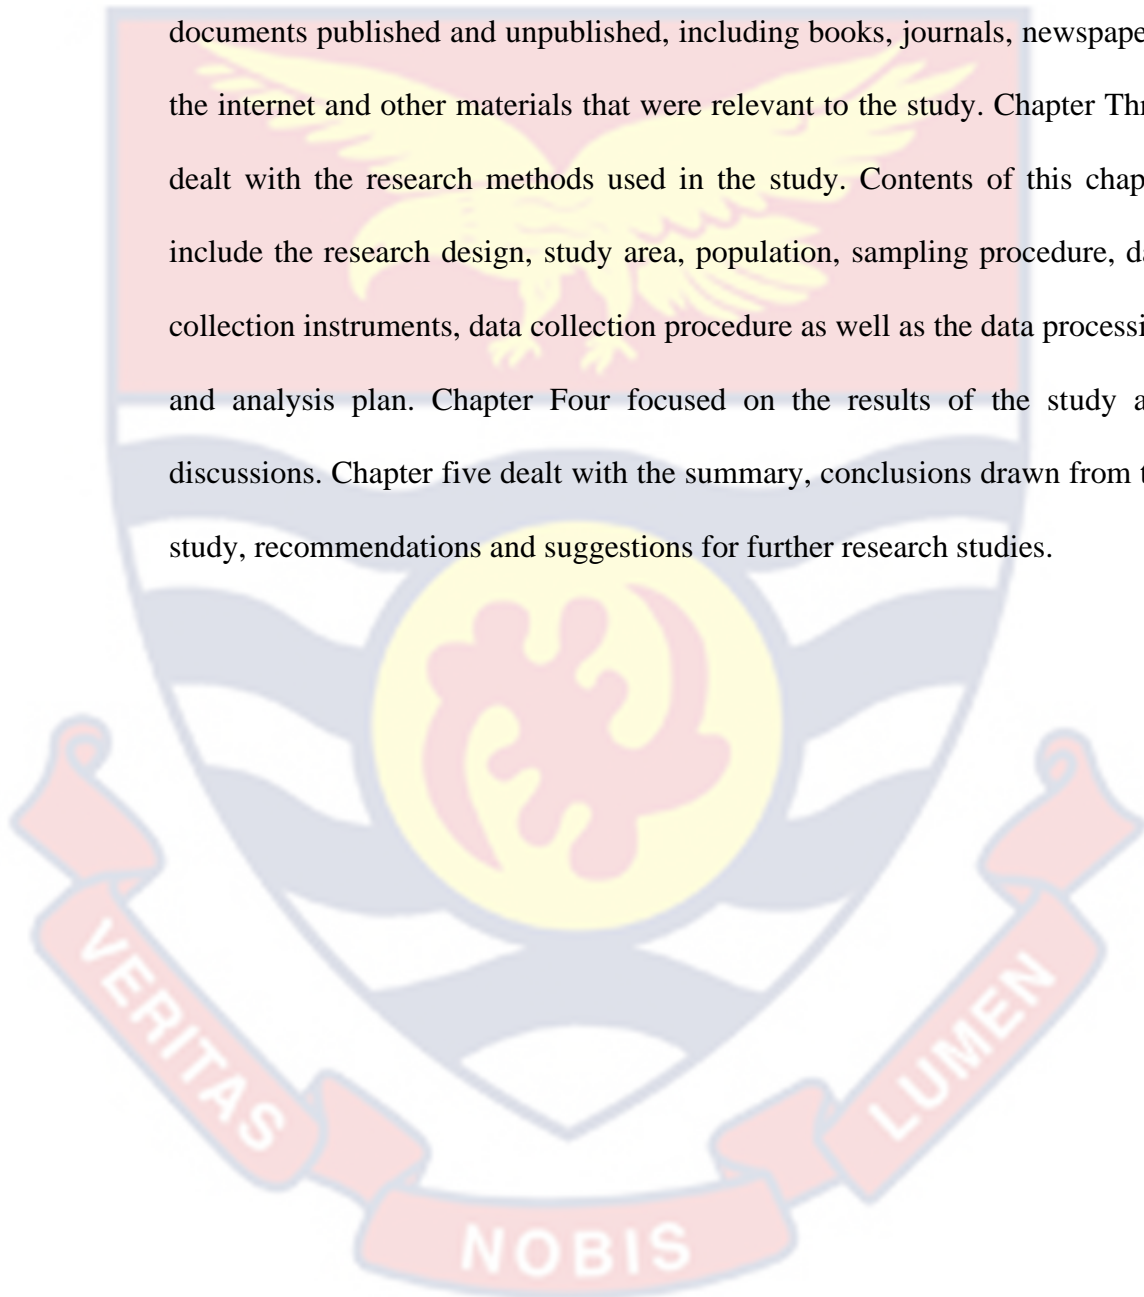 documents published and unpublished, including books, journals, newspape
the internet and other materials that were relevant to the study. Chapter Thr
dealt with the research methods used in the study. Contents of this chap
include the research design, study area, population, sampling procedure, da
collection instruments, data collection procedure as well as the data processi
and analysis plan. Chapter Four focused on the results of the study a
discussions. Chapter five dealt with the summary, conclusions drawn from t
study, recommendations and suggestions for further research studies.
VERITAS
NOBIS
LUMEN